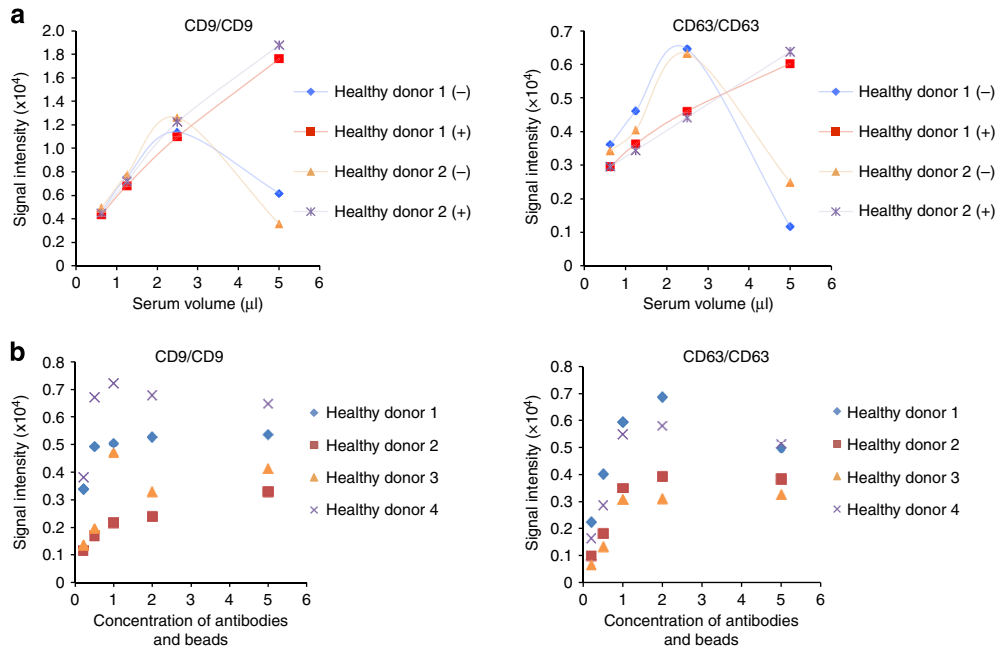 a
CD9/CD9
Signal intensity (x10⁴)
2.0
1.8
1.6
1.4
1.2
1.0
0.8
0.6
0.4
0.2
0
0 1 2 3 4 5 6
Serum volume (µl)
Healthy donor 1 (–)
Healthy donor 1 (+)
Healthy donor 2 (–)
Healthy donor 2 (+)
CD63/CD63
Signal intensity (×10⁴)
0.7
0.6
0.5
0.4
0.3
0.2
0.1
0
0 1 2 3 4 5 6
Serum volume (µl)
Healthy donor 1 (–)
Healthy donor 1 (+)
Healthy donor 2 (–)
Healthy donor 2 (+)
b
CD9/CD9
Signal intensity (x10⁴)
0.8
0.7
0.6
0.5
0.4
0.3
0.2
0.1
0
0 1 2 3 4 5 6
Concentration of antibodies
and beads
Healthy donor 1
Healthy donor 2
Healthy donor 3
Healthy donor 4
CD63/CD63
Signal intensity (×10⁴)
0.8
0.7
0.6
0.5
0.4
0.3
0.2
0.1
0
0 1 2 3 4 5 6
Concentration of antibodies
and beads
Healthy donor 1
Healthy donor 2
Healthy donor 3
Healthy donor 4